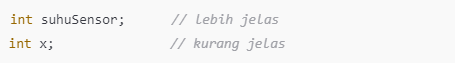 int suhuSensor;      // lebih jelas
int x;               // kurang jelas